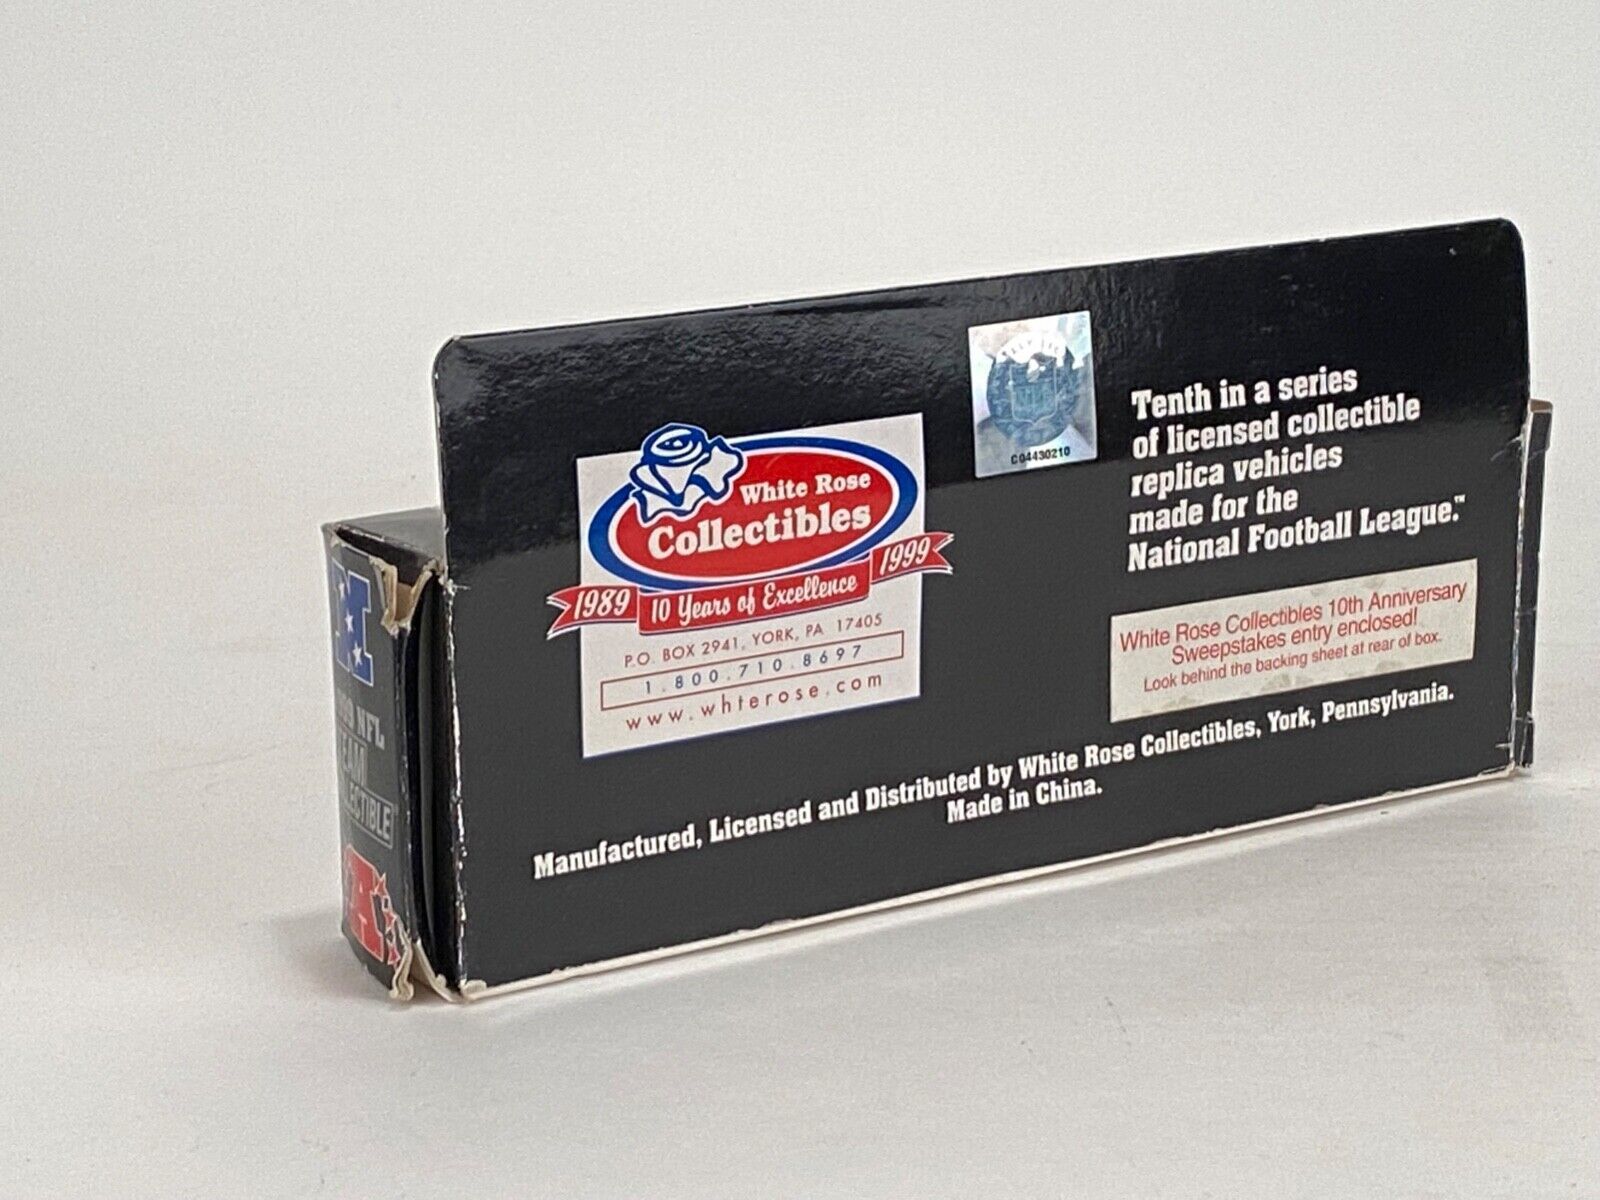 White Rose
Collectibles
1989 10 Years of Excellence 1999
P.O. BOX 2941, YORK, PA 17405
1.800.710.8697
www.whterose.com
NFL
C04430210
Tenth in a series
of licensed collectible
replica vehicles
made for the
National Football League.™
White Rose Collectibles 10th Anniversary
Sweepstakes entry enclosed!
Look behind the backing sheet at rear of box.
Manufactured, Licensed and Distributed by White Rose Collectibles, York, Pennsylvania.
Made in China.
N
NFL
A